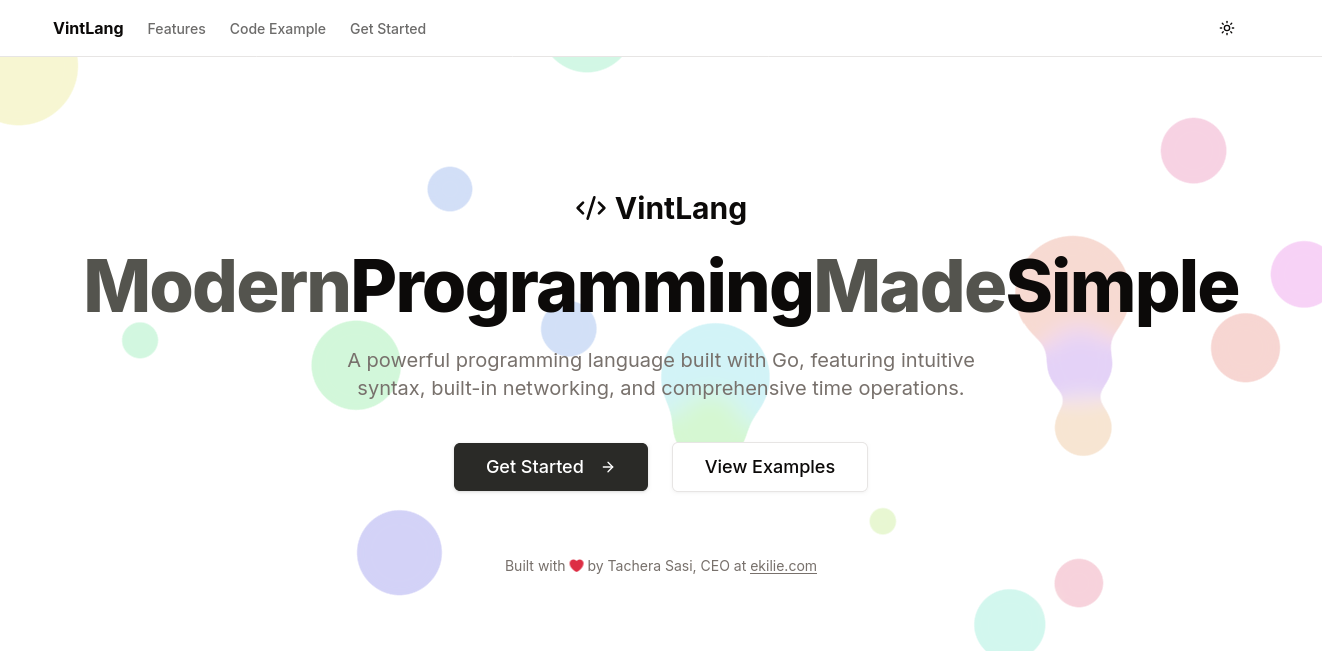 VintLang Features Code Example Get Started
</> VintLang
ModernProgrammingMadeSimple
A powerful programming language built with Go, featuring intuitive
syntax, built-in networking, and comprehensive time operations.
Get Started → View Examples
Built with ❤️ by Tachera Sasi, CEO at ekilie.com